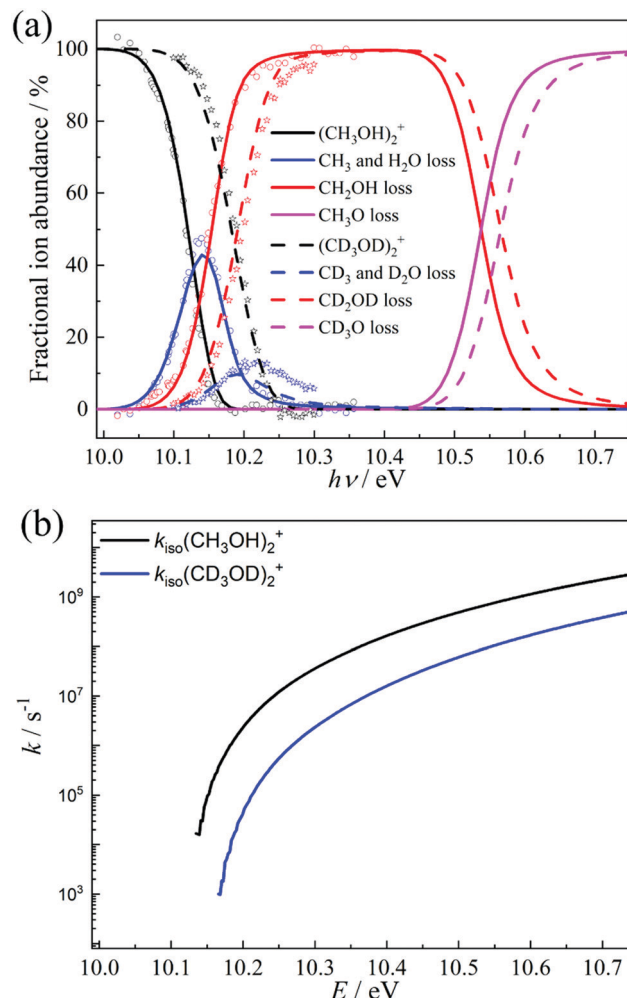 (a)
100
80
60
40
20
0
Fractional ion abundance / %
(CH₃OH)₂⁺
CH₃ and H₂O loss
CH₂OH loss
CH₃O loss
(CD₃OD)₂⁺
CD₃ and D₂O loss
CD₂OD loss
CD₃O loss
10.0 10.1 10.2 10.3 10.4 10.5 10.6 10.7
hν / eV
(b)
k_iso(CH₃OH)₂⁺
k_iso(CD₃OD)₂⁺
10⁹
10⁷
10⁵
10³
k / s⁻¹
10.0 10.1 10.2 10.3 10.4 10.5 10.6 10.7
E / eV